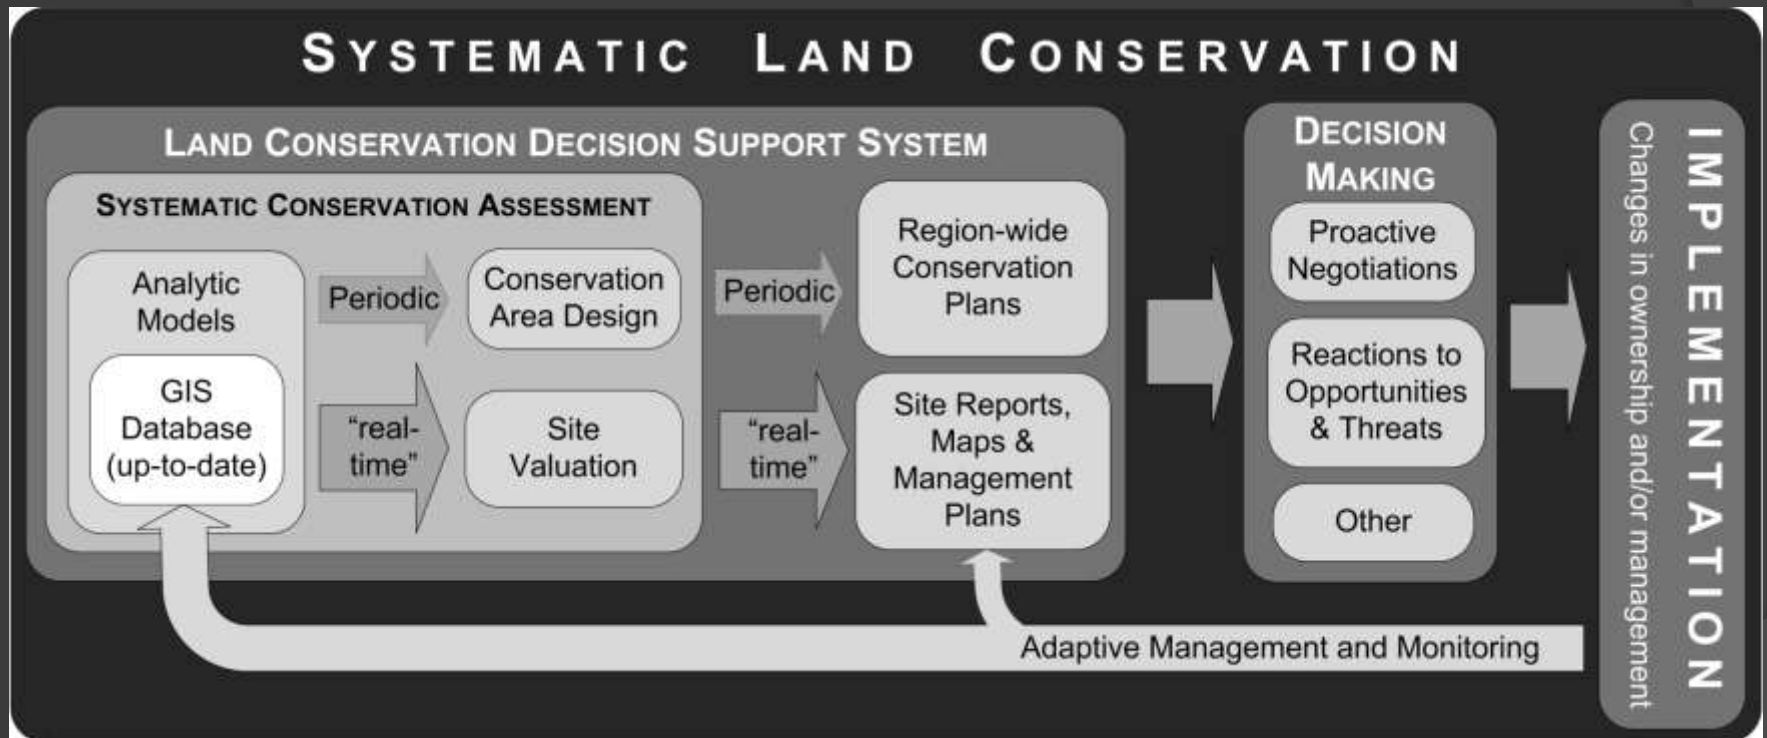 SYSTEMATIC LAND CONSERVATION
LAND CONSERVATION DECISION SUPPORT SYSTEM
SYSTEMATIC CONSERVATION ASSESSMENT
Analytic
Models
GIS
Database
(up-to-date)
Periodic
“real-
time”
Conservation
Area Design
Site
Valuation
Periodic
“real-
time”
Region-wide
Conservation
Plans
Site Reports,
Maps &
Management
Plans
DECISION
MAKING
Proactive
Negotiations
Reactions to
Opportunities
& Threats
Other
IMPLEMENTATION
Changes in ownership and/or management
Adaptive Management and Monitoring